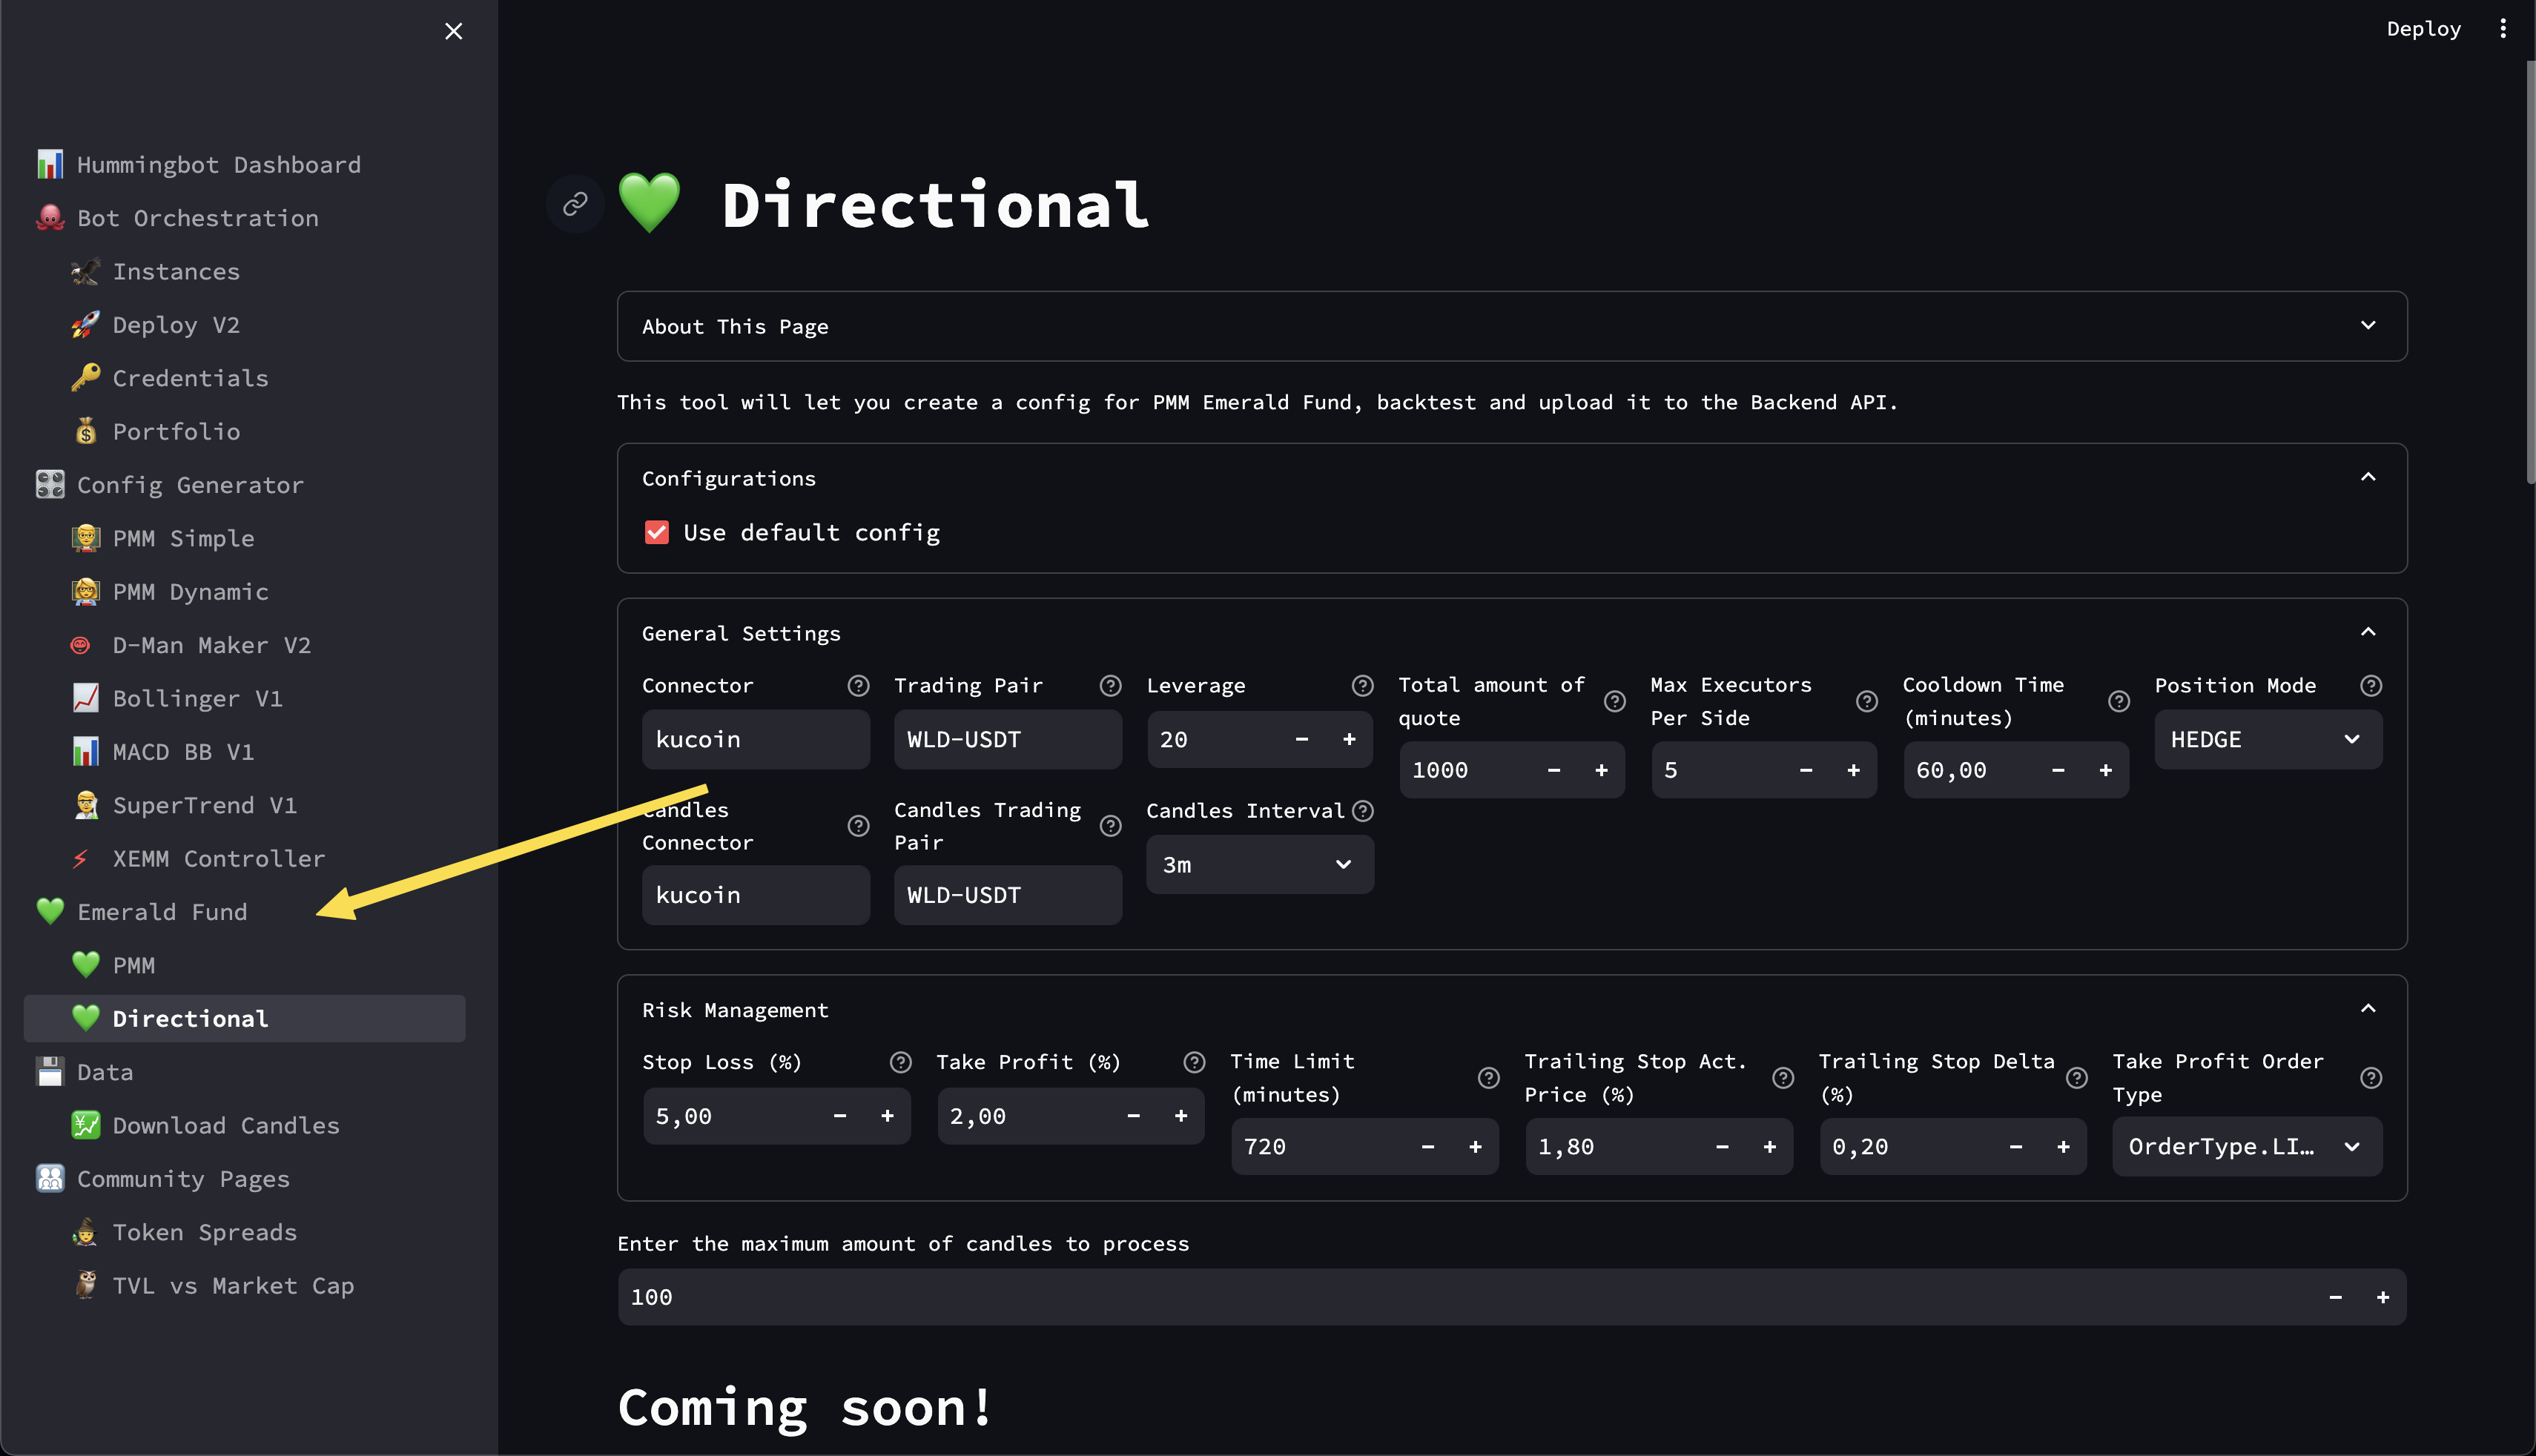 Deploy
Hummingbot Dashboard
Bot Orchestration
Instances
Deploy V2
Credentials
Portfolio
Config Generator
PMM Simple
PMM Dynamic
D-Man Maker V2
Bollinger V1
MACD BB V1
SuperTrend V1
XEMM Controller
Emerald Fund
PMM
Directional
Data
Download Candles
Community Pages
Token Spreads
TVL vs Market Cap
Directional
About This Page
This tool will let you create a config for PMM Emerald Fund, backtest and upload it to the Backend API.
Configurations
Use default config
General Settings
Connector
kucoin
Trading Pair
WLD-USDT
Leverage
20
Total amount of
quote
1000
Max Executors
Per Side
5
Cooldown Time
(minutes)
60,00
Position Mode
HEDGE
Candles
Connector
kucoin
Candles Trading
Pair
WLD-USDT
Candles Interval
3m
Risk Management
Stop Loss (%)
5,00
Take Profit (%)
2,00
Time Limit
(minutes)
720
Trailing Stop Act.
Price (%)
1,80
Trailing Stop Delta
(%)
0,20
Take Profit Order
Type
OrderType.LI…
Enter the maximum amount of candles to process
100
Coming soon!